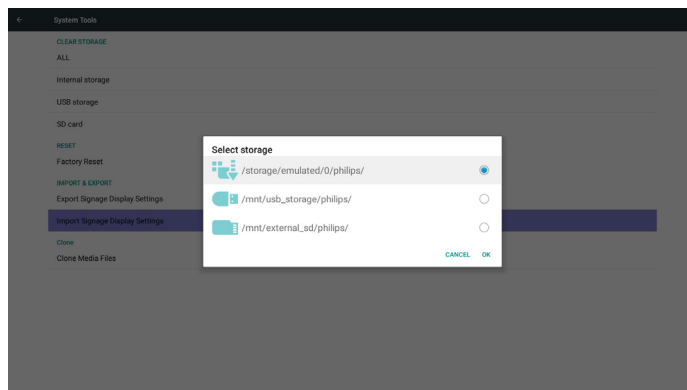 System Tools
CLEAR STORAGE
ALL
Internal storage
USB storage
SD card
RESET
Factory Reset
IMPORT & EXPORT
Export Signage Display Settings
Import Signage Display Settings
Clone
Clone Media Files
Select storage
/storage/emulated/0/philips/
/mnt/usb_storage/philips/
/mnt/external_sd/philips/
CANCEL OK